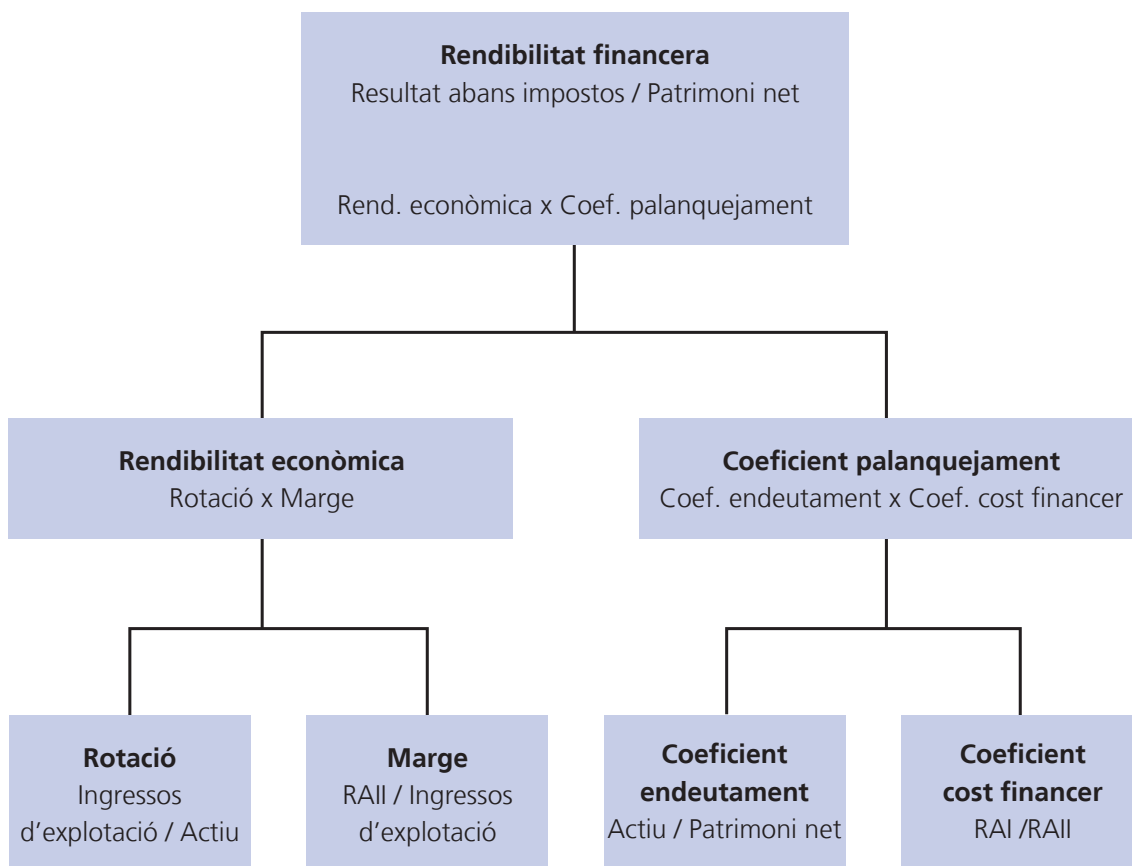 Rendibilitat financera
Resultat abans impostos / Patrimoni net
Rend. econòmica x Coef. palanquejament
Rendibilitat econòmica
Rotació x Marge
Coeficient palanquejament
Coef. endeutament x Coef. cost financer
Rotació
Ingressos
d’explotació / Actiu
Marge
RAII / Ingressos
d’explotació
Coeficient
endeutament
Actiu / Patrimoni net
Coeficient
cost financer
RAI /RAII